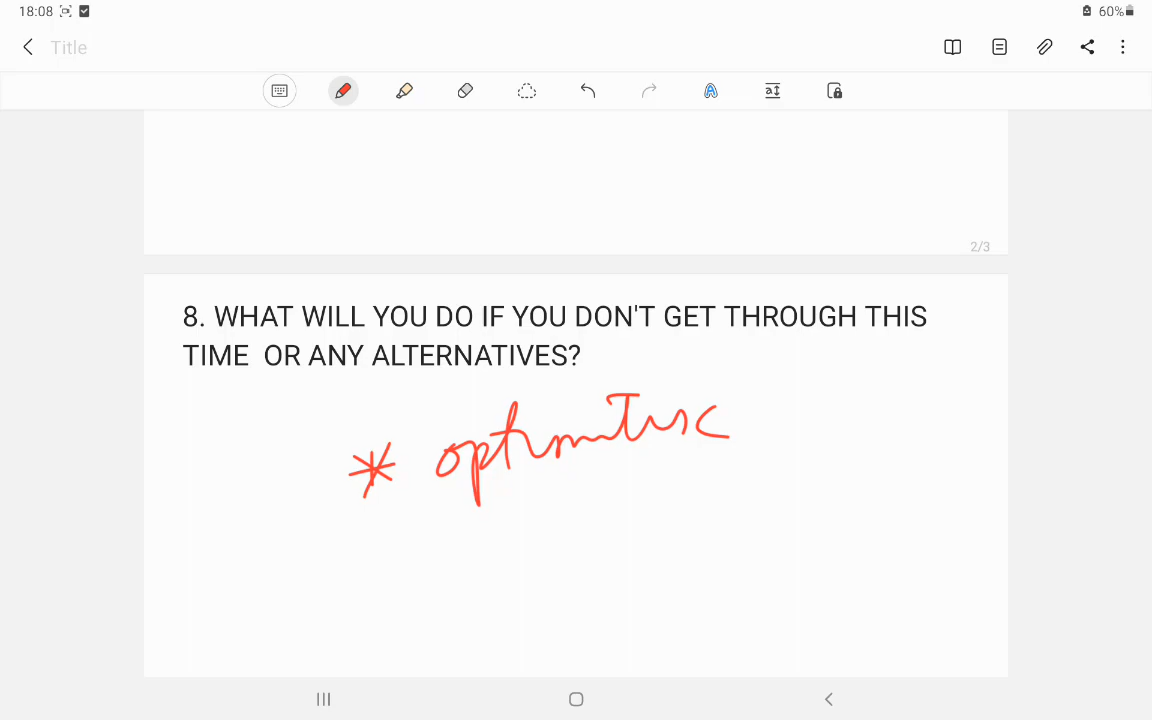 18:08 60%
Title
2/3
8. WHAT WILL YOU DO IF YOU DON'T GET THROUGH THIS
TIME OR ANY ALTERNATIVES?
* optimitisc